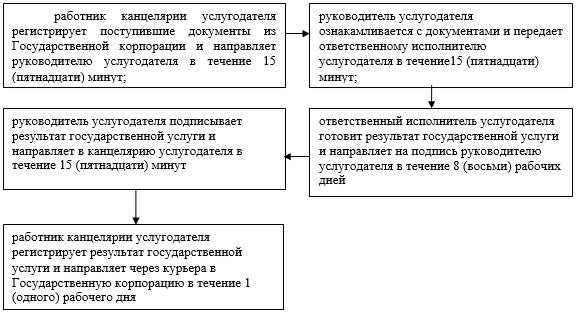 работник канцелярии услугодателя
регистрирует поступившие документы из
Государственной корпорации и направляет
руководителю услугодателя в течение 15
(пятнадцати) минут;
руководитель услугодателя
ознакамливается с документами и передает
ответственному исполнителю
услугодателя в течение15 (пятнадцати)
минут;
ответственный исполнитель услугодателя
готовит результат государственной услуги
и направляет на подпись руководителю
услугодателя в течение 8 (восьми) рабочих
дней
руководитель услугодателя подписывает
результат государственной услуги и
направляет в канцелярию услугодателя в
течение 15 (пятнадцати) минут
работник канцелярии услугодателя
регистрирует результат государственной
услуги и направляет через курьера в
Государственную корпорацию в течение 1
(одного) рабочего дня